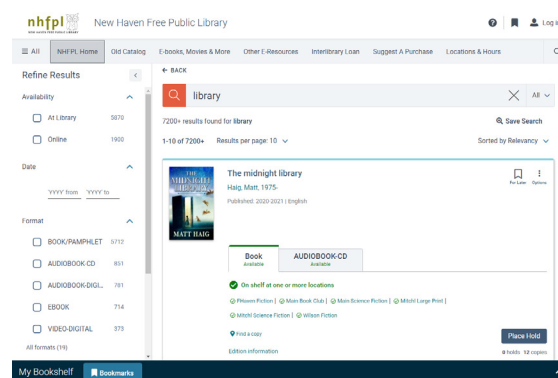 nhfpl New Haven Free Public Library
NEW HAVEN FREE PUBLIC LIBRARY
Log i
All NHFPL Home Old Catalog E-books, Movies & More Other E-Resources Interlibrary Loan Suggest A Purchase Locations & Hours
Refine Results
BACK
Availability
library All
At Library 5870
7200+ results found for library Save Search
Online 1900
1-10 of 7200+ Results per page: 10 Sorted by Relevancy
Date
YYYY from YYYY to
THE MIDNIGHT LIBRARY
MATT HAIG
The midnight library
Haig, Matt, 1975-
Published: 2020-2021 | English
For Later Options
Format
BOOK/PAMPHLET 5712
AUDIOBOOK-CD 851
AUDIOBOOK-DIGI... 781
EBOOK 714
VIDEO-DIGITAL 373
All formats (19)
Book
Available
AUDIOBOOK-CD
Available
On shelf at one or more locations
FHaven Fiction | Main Book Club | Main Science Fiction | Mitchl Large Print |
Mitchl Science Fiction | Wilson Fiction
Find a copy
Place Hold
Edition information
0 holds 12 copies
My Bookshelf Bookmarks